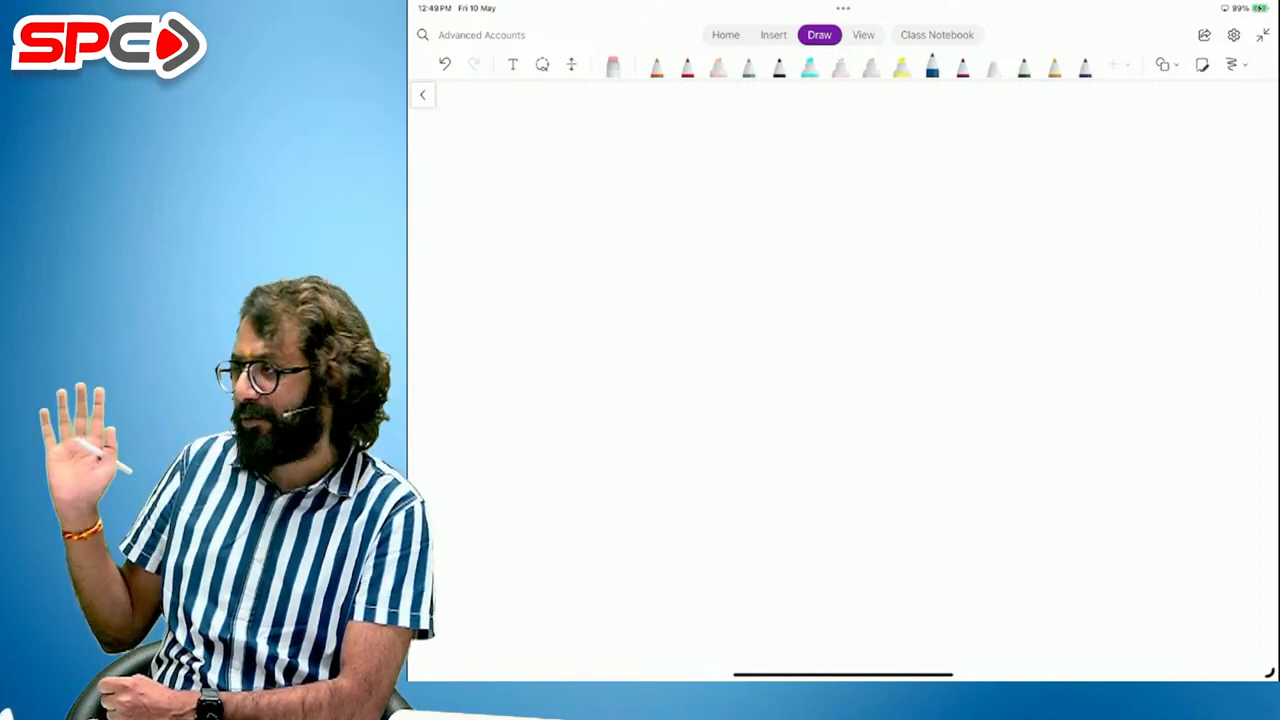 SPC
12:49 PM Fri 10 May
99%
Advanced Accounts
Home Insert Draw View Class Notebook
T